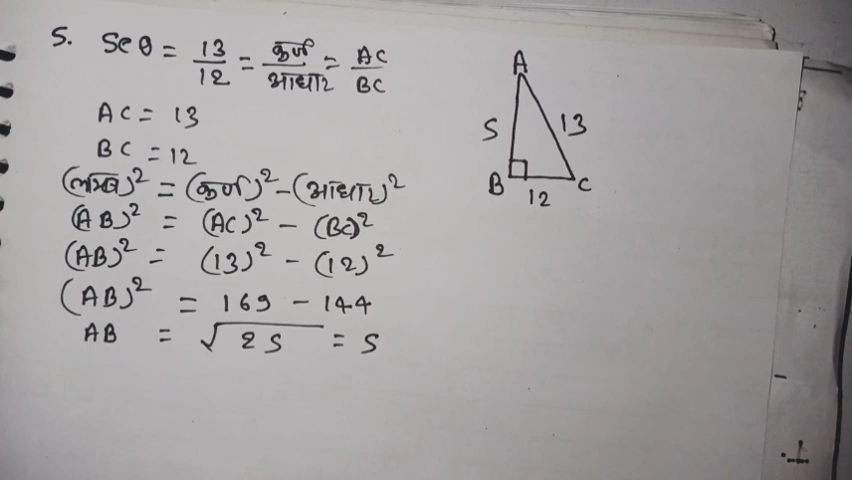 5. Sec θ = 13/12 = कर्ण/आधार = AC/BC
AC = 13
BC = 12
(लम्ब)² = (कर्ण)² - (आधार)²
(AB)² = (AC)² - (BC)²
(AB)² = (13)² - (12)²
(AB)² = 169 - 144
AB = √25 = 5
A
5 13
B 12 C